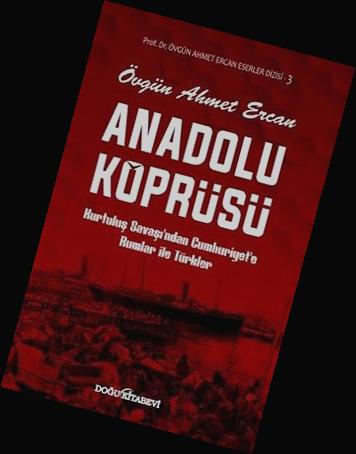 Prof. Dr. ÖVGÜN AHMET ERCAN ESERLER DİZİSİ - 3
Övgün Ahmet Ercan
ANADOLU
KÖPRÜSÜ
Kurtuluş Savaşı'ndan Cumhuriyet'e
Rumlar ile Türkler
DOĞU KİTABEVİ